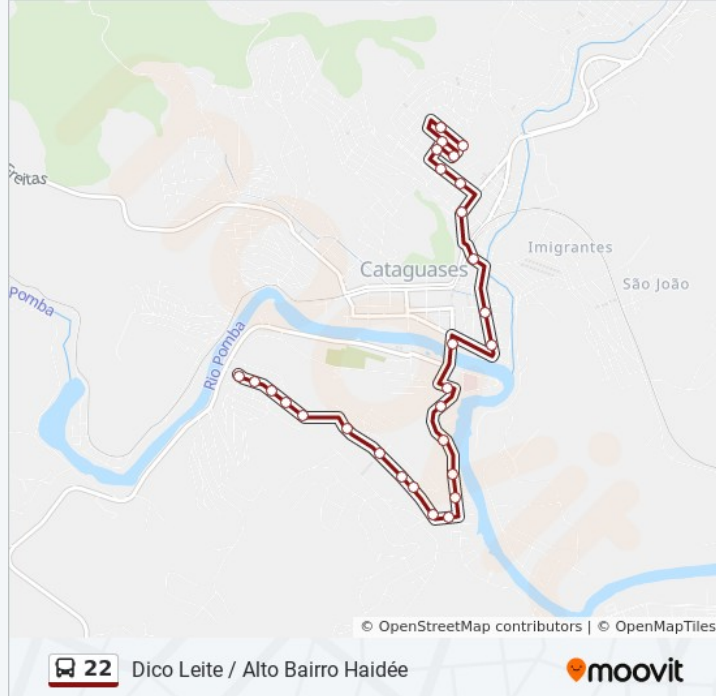 Freitas
Imigrantes
Cataguases
São João
Pomba
Rio Pomba
© OpenStreetMap contributors | © OpenMapTiles
22 Dico Leite / Alto Bairro Haidée
moovit